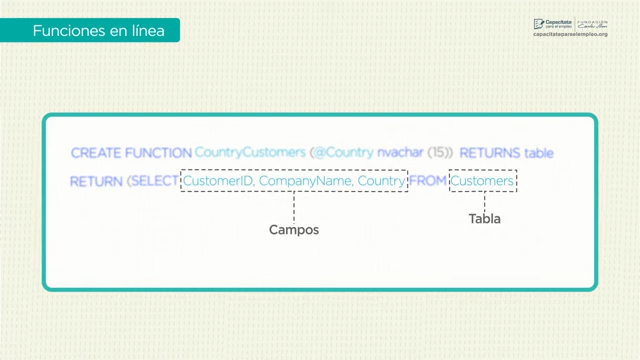 Funciones en línea
Capacítate
para el empleo
FUNDACIÓN
Carlos Slim
capacitateparaelempleo.org
CREATE FUNCTION CountryCustomers (@Country nvachar (15)) RETURNS table
RETURN (SELECT CustomerID, CompanyName, Country FROM Customers
Campos
Tabla